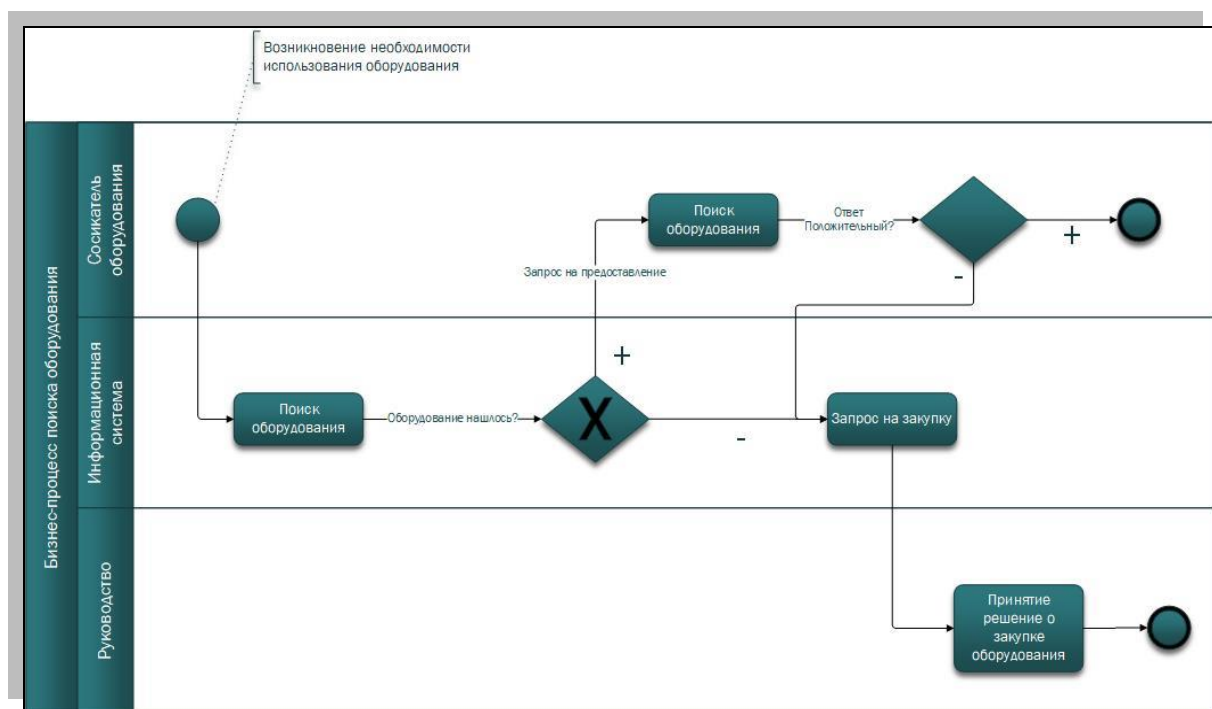 Возникновение необходимости
использования оборудования
Бизнес-процесс поиска оборудования
Сосикатель
оборудования
Поиск
оборудования
Ответ
Положительный?
+
-
Запрос на предоставление
Информационная
система
+
Поиск
оборудования
Оборудование нашлось?
X
-
Запрос на закупку
Руководство
Принятие
решение о
закупке
оборудования